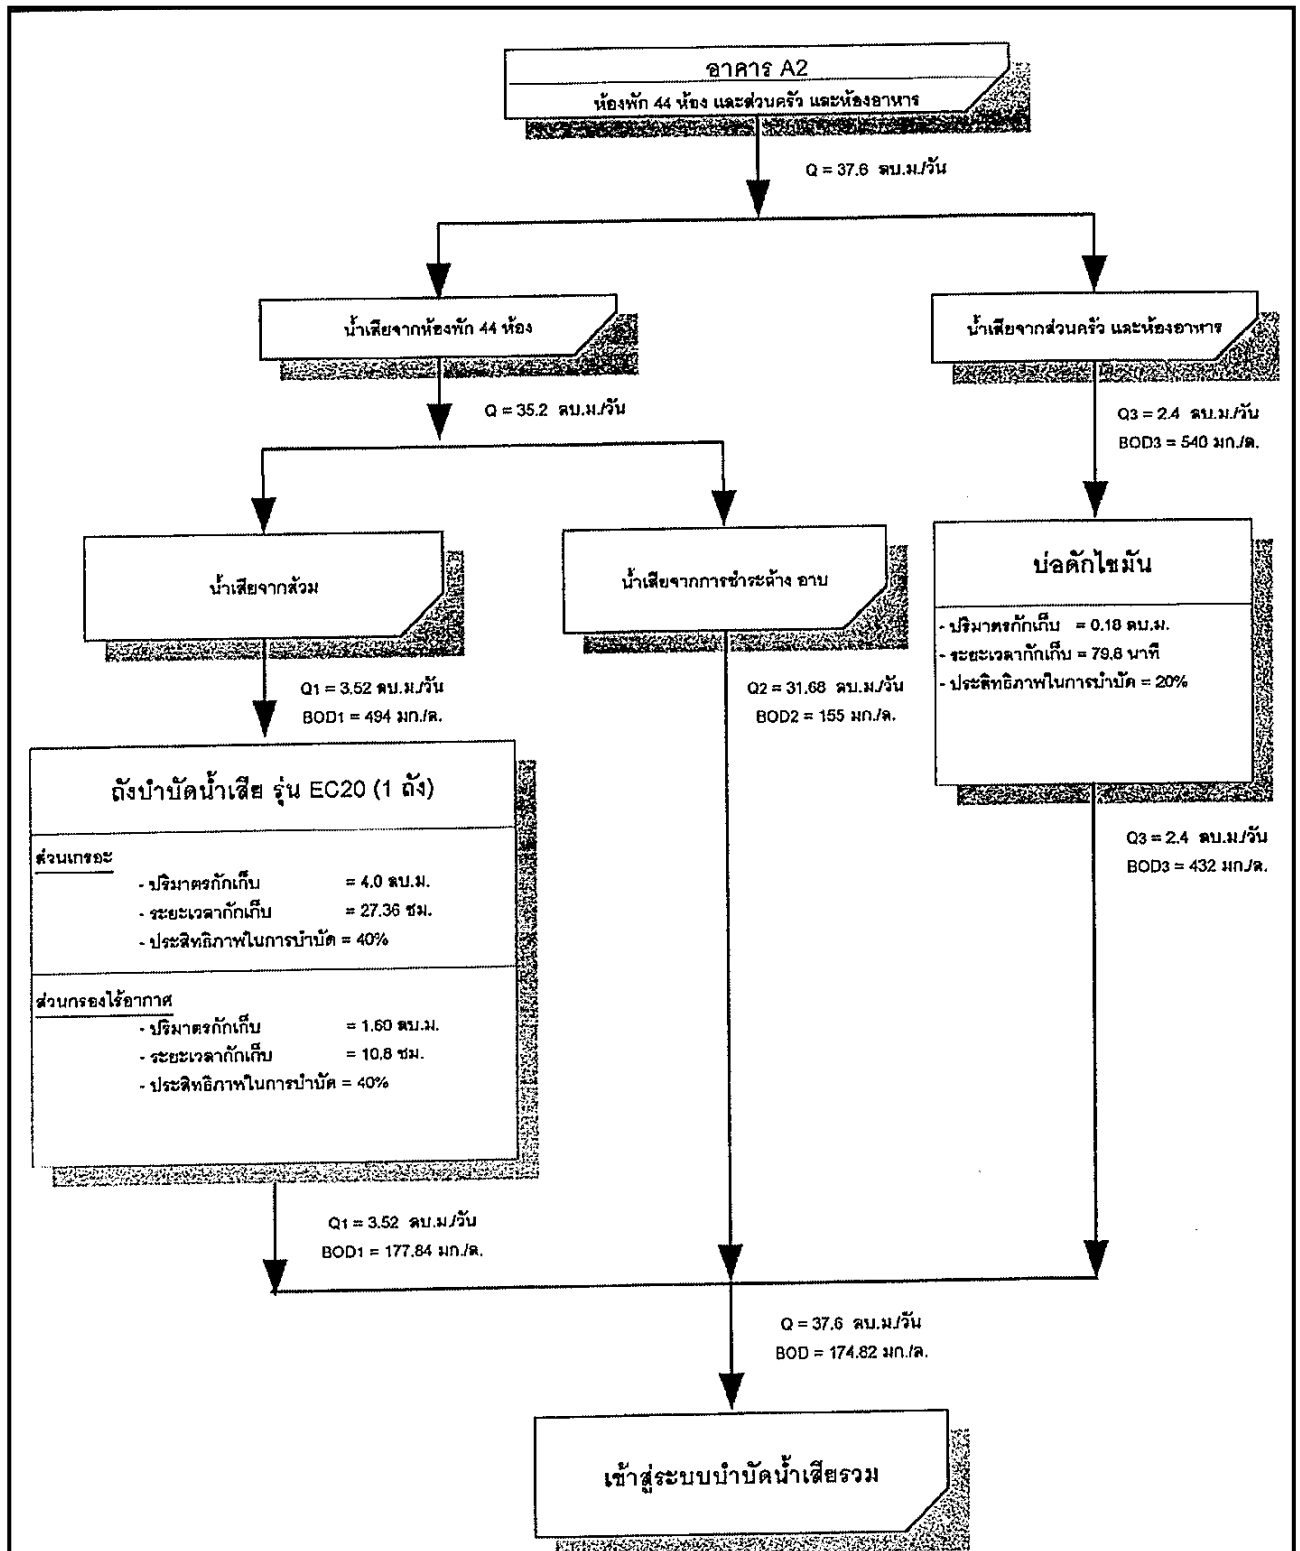 อาคาร A2
ห้องพัก 44 ห้อง และส่วนครัว และห้องอาหาร
Q = 37.6 ลบ.ม./วัน
น้ำเสียจากห้องพัก 44 ห้อง
น้ำเสียจากส่วนครัว และห้องอาหาร
Q = 35.2 ลบ.ม./วัน
Q3 = 2.4 ลบ.ม./วัน
BOD3 = 540 มก./ล.
น้ำเสียจากส้วม
น้ำเสียจากการชำระล้าง อาบ
บ่อดักไขมัน
- ปริมาตรกักเก็บ = 0.18 ลบ.ม.
- ระยะเวลากักเก็บ = 79.8 นาที
- ประสิทธิภาพในการบำบัด = 20%
Q1 = 3.52 ลบ.ม./วัน
BOD1 = 494 มก./ล.
Q2 = 31.68 ลบ.ม./วัน
BOD2 = 155 มก./ล.
ถังบำบัดน้ำเสีย รุ่น EC20 (1 ถัง)
ส่วนเกรอะ
- ปริมาตรกักเก็บ = 4.0 ลบ.ม.
- ระยะเวลากักเก็บ = 27.36 ชม.
- ประสิทธิภาพในการบำบัด = 40%
ส่วนกรองไร้อากาศ
- ปริมาตรกักเก็บ = 1.60 ลบ.ม.
- ระยะเวลากักเก็บ = 10.8 ชม.
- ประสิทธิภาพในการบำบัด = 40%
Q3 = 2.4 ลบ.ม./วัน
BOD3 = 432 มก./ล.
Q1 = 3.52 ลบ.ม./วัน
BOD1 = 177.84 มก./ล.
Q = 37.6 ลบ.ม./วัน
BOD = 174.82 มก./ล.
เข้าสู่ระบบบำบัดน้ำเสียรวม